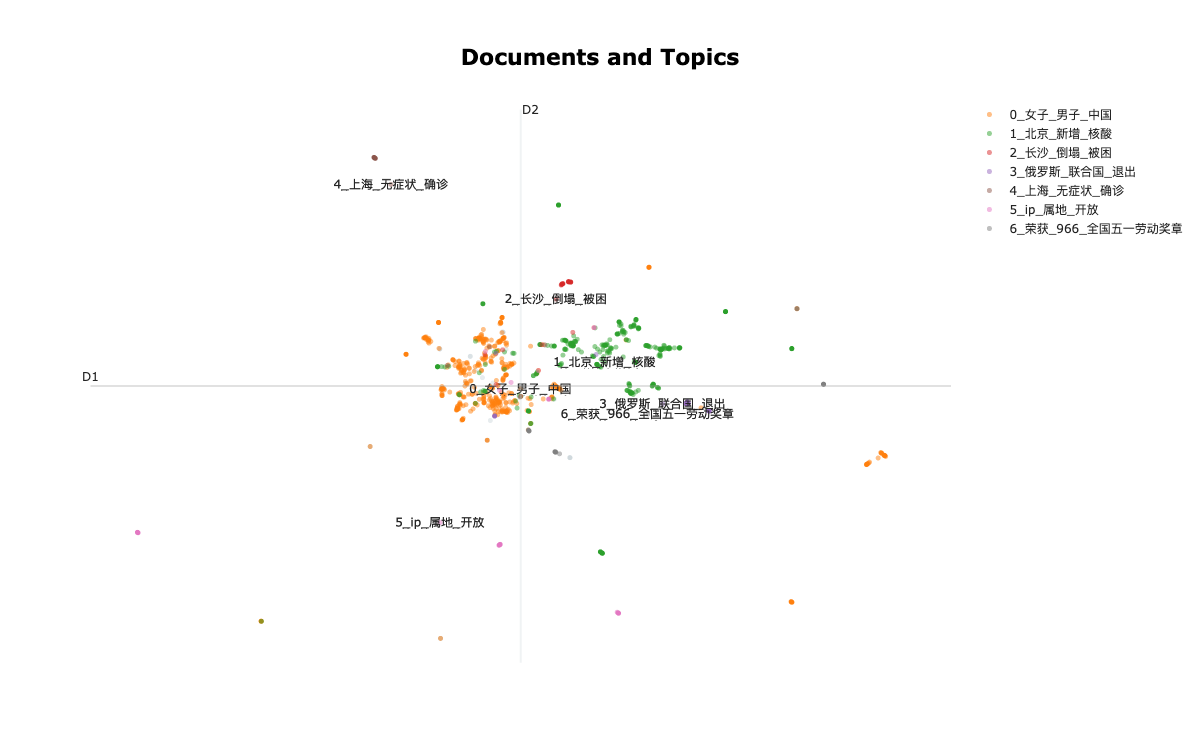 Documents and Topics
D2
0_女子_男子_中国
1_北京_新增_核酸
2_长沙_倒塌_被困
3_俄罗斯_联合国_退出
4_上海_无症状_确诊
5_ip_属地_开放
6_荣获_966_全国五一劳动奖章
4_上海_无症状_确诊
2_长沙_倒塌_被困
1_北京_新增_核酸
D1
0_女子_男子_中国
3_俄罗斯_联合国_退出
6_荣获_966_全国五一劳动奖章
5_ip_属地_开放